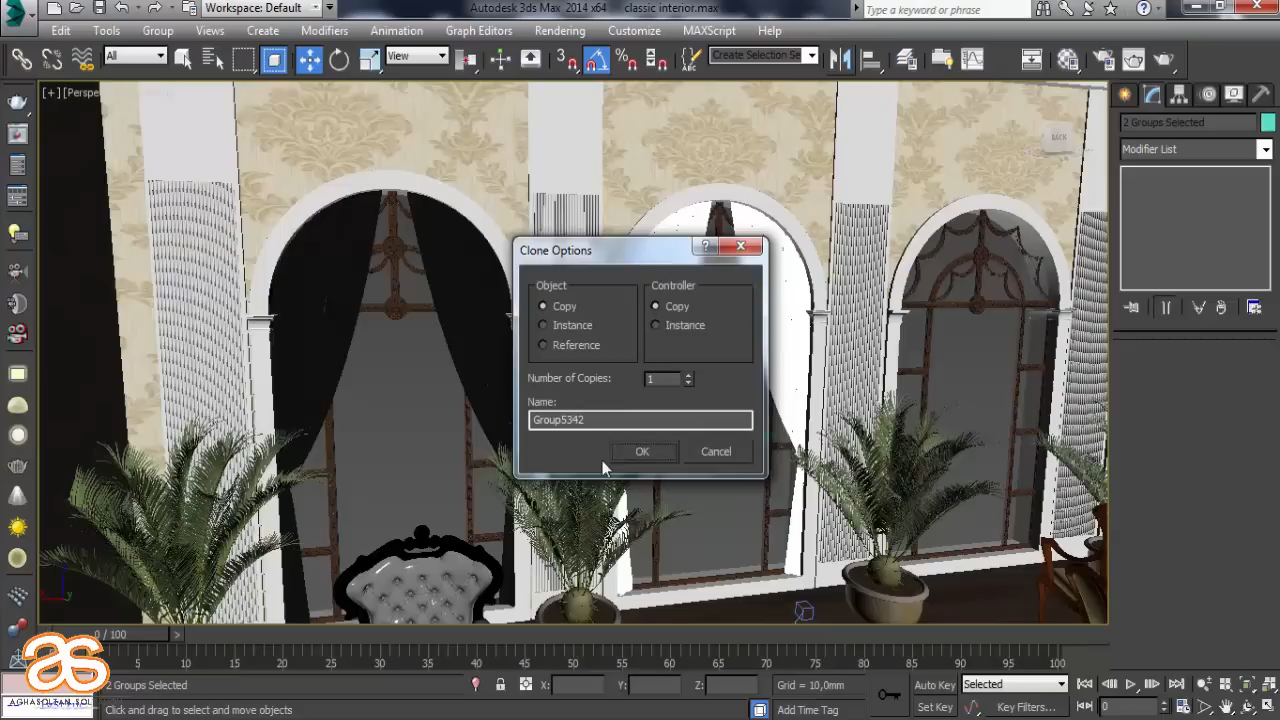 Workspace: Default
Autodesk 3ds Max 2014 x64 classic interior.max
Type a keyword or phrase
Edit Tools Group Views Create Modifiers Animation Graph Editors Rendering Customize MAXScript Help
All
View
3
Create Selection Se
[+] [Perspe
BACK
2 Groups Selected
Modifier List
Clone Options
Object
Copy
Instance
Reference
Controller
Copy
Instance
Number of Copies:
1
Name:
Group5342
OK
Cancel
0 / 100
5 10 15 20 25 30 35 40 45 50 55 60 65 70 75 80 85 90 95 100
as
AGHASOLTAN.SOL
2 Groups Selected
X:
Y:
Z:
Grid = 10,0mm
Auto Key
Selected
Click and drag to select and move objects
Add Time Tag
Set Key
Key Filters...
0